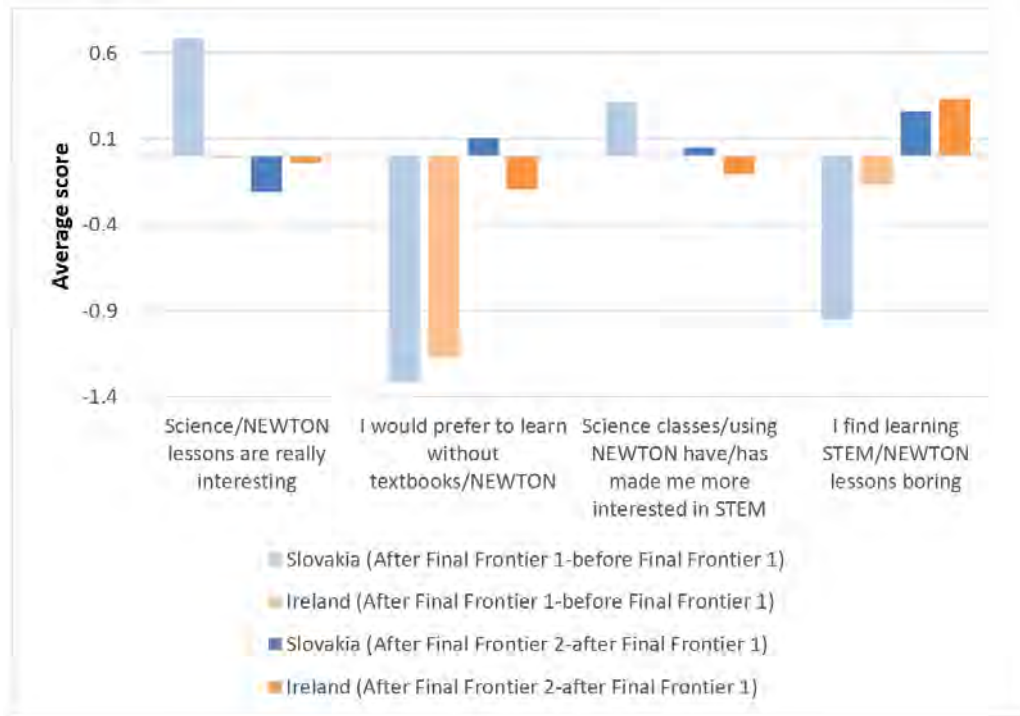 0.6
0.1
-0.4
-0.9
-1.4
Average score
Science/NEWTON
lessons are really
interesting
I would prefer to learn
without
textbooks/NEWTON
Science classes/using
NEWTON have/has
made me more
interested in STEM
I find learning
STEM/NEWTON
lessons boring
Slovakia (After Final Frontier 1-before Final Frontier 1)
Ireland (After Final Frontier 1-before Final Frontier 1)
Slovakia (After Final Frontier 2-after Final Frontier 1)
Ireland (After Final Frontier 2-after Final Frontier 1)